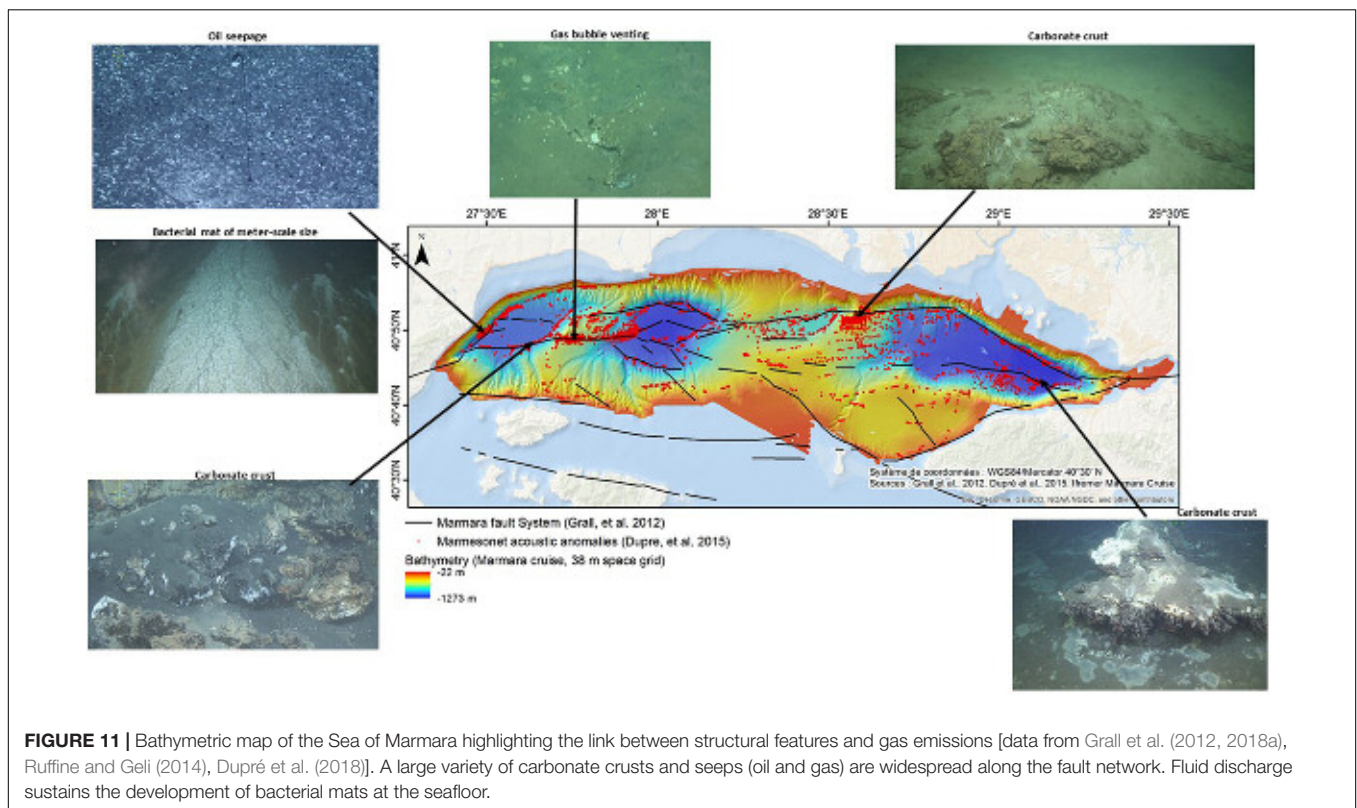 Oil seepage
Gas bubble venting
Carbonate crust
27°30'E 28°E 28°30'E 29°E 29°30'E
Bacterial mat of meter-scale size
N
41°N
40°50'N
40°40'N
40°30'N
Système de coordonnées : WGS84/Mercator 40°30' N
Sources : Grall et al., 2012, Dupré et al., 2015, Ifremer Marmara Cruise
Carbonate crust
Marmara fault System (Grall, et al. 2012)
Marmesonet acoustic anomalies (Dupre, et al. 2015)
Bathymetry (Marmara cruise, 38 m space grid)
-22 m
-1273 m
Carbonate crust
FIGURE 11 | Bathymetric map of the Sea of Marmara highlighting the link between structural features and gas emissions [data from Grall et al. (2012, 2018a),
Ruffine and Geli (2014), Dupré et al. (2018)]. A large variety of carbonate crusts and seeps (oil and gas) are widespread along the fault network. Fluid discharge
sustains the development of bacterial mats at the seafloor.